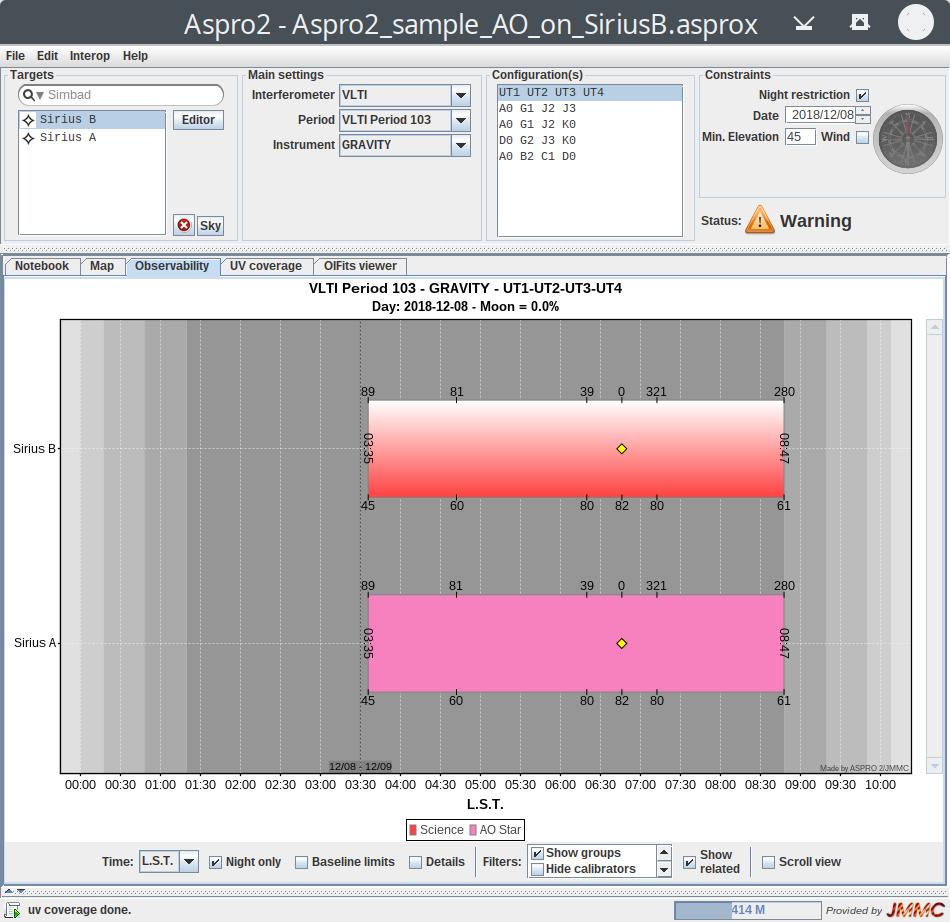 Aspro2 - Aspro2_sample_AO_on_SiriusB.asprox
File Edit Interop Help
Targets
Simbad
Sirius B
Sirius A
Editor
Sky
Main settings
Interferometer VLTI
Period VLTI Period 103
Instrument GRAVITY
Configuration(s)
UT1 UT2 UT3 UT4
A0 G1 J2 J3
A0 G1 J2 K0
D0 G2 J3 K0
A0 B2 C1 D0
Constraints
Night restriction
Date 2018/12/08
Min. Elevation 45 Wind
Status: Warning
Notebook Map Observability UV coverage OIFits viewer
VLTI Period 103 - GRAVITY - UT1-UT2-UT3-UT4
Day: 2018-12-08 - Moon = 0.0%
89 81 39 0 321 280
Sirius B 03:35 08:47
45 60 80 82 80 61
89 81 39 0 321 280
Sirius A 03:35 08:47
45 60 80 82 80 61
12/08 - 12/09
Made by ASPRO 2/JMMC
00:00 00:30 01:00 01:30 02:00 02:30 03:00 03:30 04:00 04:30 05:00 05:30 06:00 06:30 07:00 07:30 08:00 08:30 09:00 09:30 10:00
L.S.T.
Science AO Star
Time: L.S.T. Night only Baseline limits Details Filters: Show groups
Hide calibrators
Show
related
Scroll view
uv coverage done.
414 M
Provided by JMMC